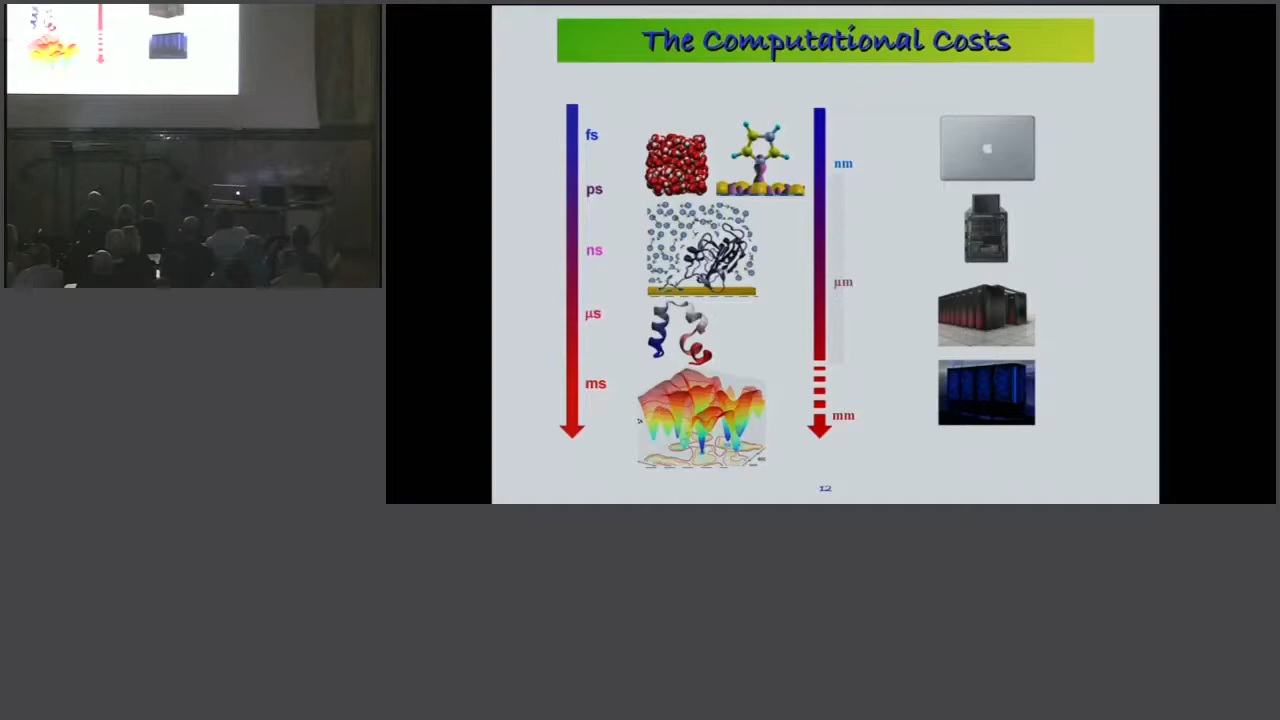 The Computational Costs
fs
ps
ns
μs
ms
nm
μm
mm
12